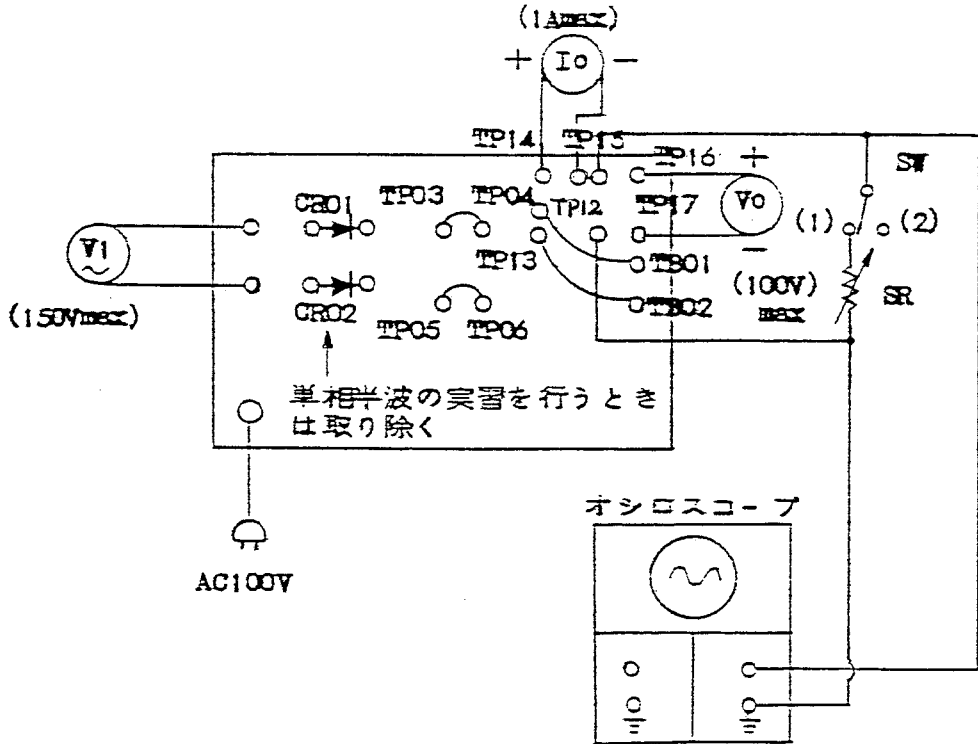 (1Amax)
+ Io −
TP14 TP15
TP16 +
SW
CR01 TP03 TP04 TP12 TP17 Vo
(1) (2)
V1
TP13 −
TB01
(150Vmax)
CR02
TB02
(100V)
max
SR
TP05 TP06
単相半波の実習を行うとき
は取り除く
オシロスコープ
AC100V